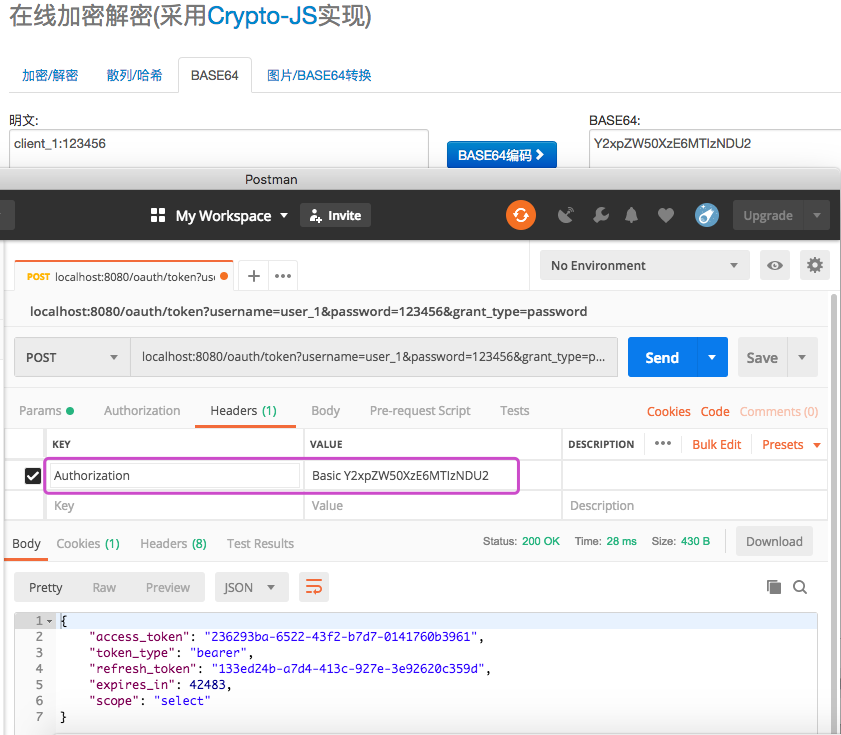 在线加密解密(采用Crypto-JS实现)
加密/解密 散列/哈希 BASE64 图片/BASE64转换
明文: BASE64:
client_1:123456 BASE64编码 Y2xpZW50XzE6MTIzNDU2
Postman
My Workspace Invite Upgrade
POST localhost:8080/oauth/token?us No Environment
localhost:8080/oauth/token?username=user_1&password=123456&grant_type=password
POST localhost:8080/oauth/token?username=user_1&password=123456&grant_type=p... Send Save
Params Authorization Headers (1) Body Pre-request Script Tests Cookies Code Comments (0)
KEY VALUE DESCRIPTION Bulk Edit Presets
Authorization Basic Y2xpZW50XzE6MTIzNDU2
Key Value Description
Body Cookies (1) Headers (8) Test Results Status: 200 OK Time: 28 ms Size: 430 B Download
Pretty Raw Preview JSON
1 {
2 "access_token": "236293ba-6522-43f2-b7d7-0141760b3961",
3 "token_type": "bearer",
4 "refresh_token": "133ed24b-a7d4-413c-927e-3e92620c359d",
5 "expires_in": 42483,
6 "scope": "select"
7 }